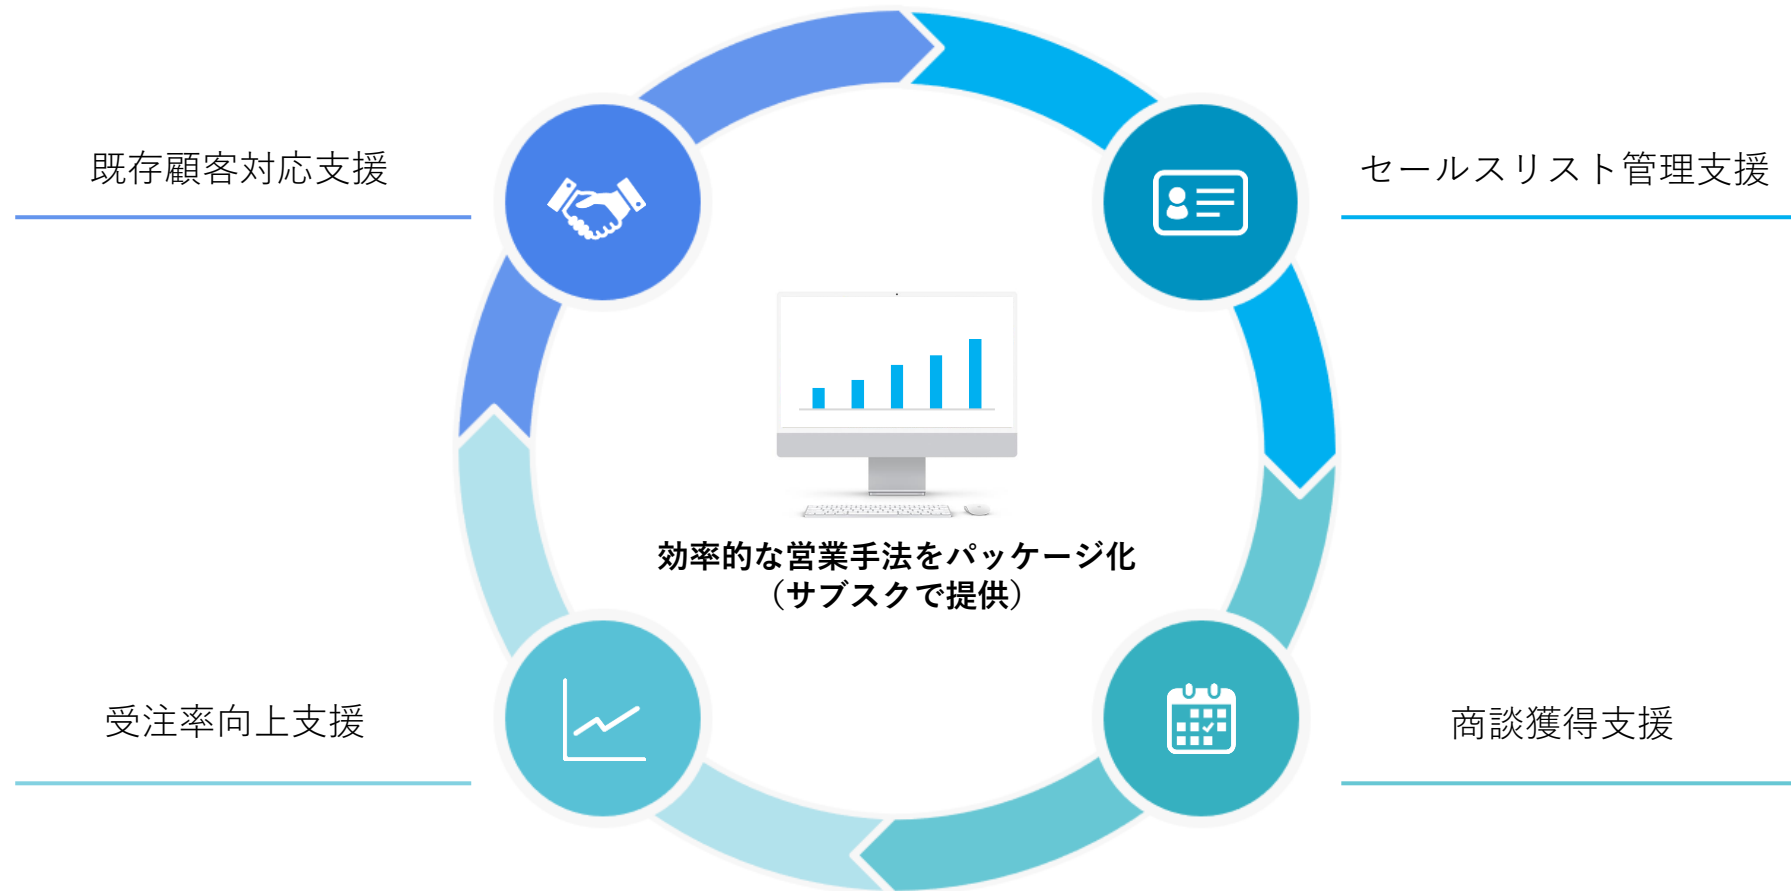 既存顧客対応支援
セールスリスト管理支援
効率的な営業手法をパッケージ化
（サブスクで提供）
受注率向上支援
商談獲得支援